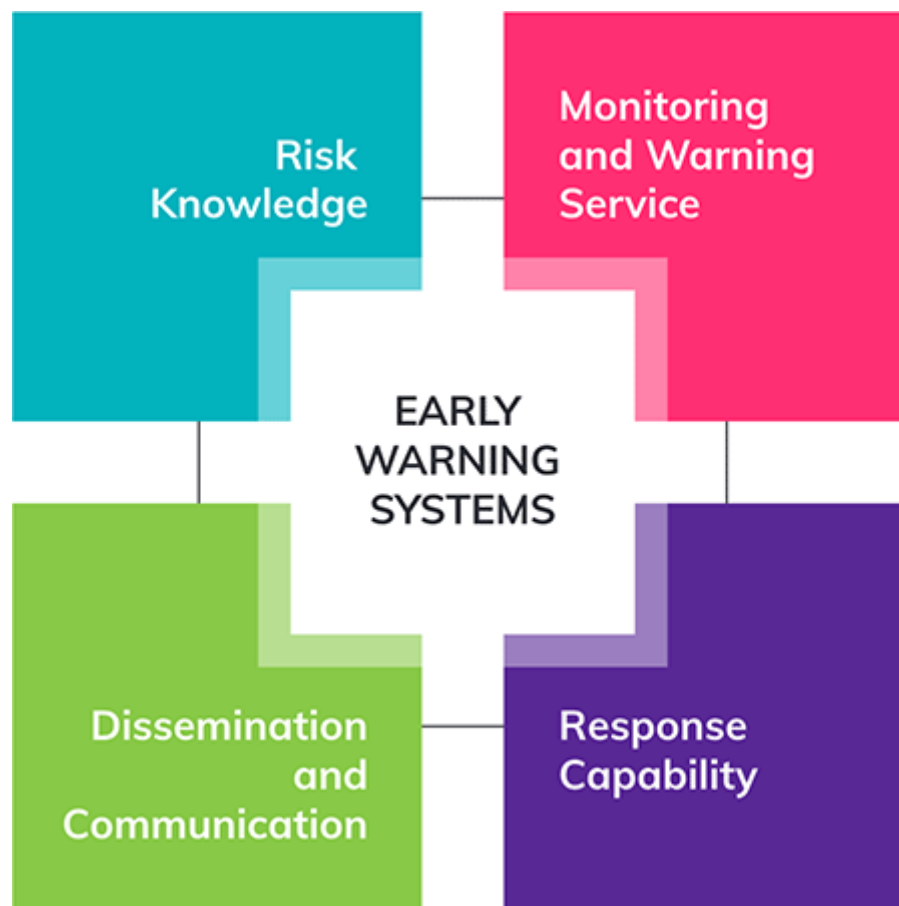 Risk
Knowledge
Monitoring
and Warning
Service
EARLY
WARNING
SYSTEMS
Dissemination
and
Communication
Response
Capability